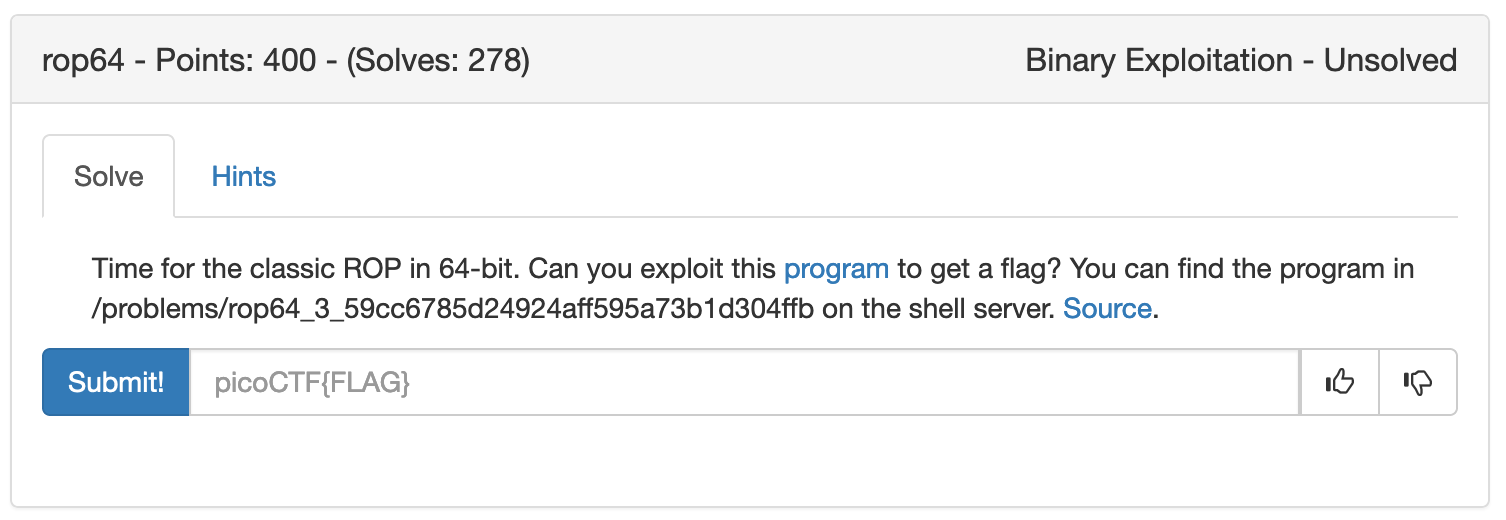 rop64 - Points: 400 - (Solves: 278)
Binary Exploitation - Unsolved
Solve
Hints
Time for the classic ROP in 64-bit. Can you exploit this program to get a flag? You can find the program in
/problems/rop64_3_59cc6785d24924aff595a73b1d304ffb on the shell server. Source.
Submit!
picoCTF{FLAG}